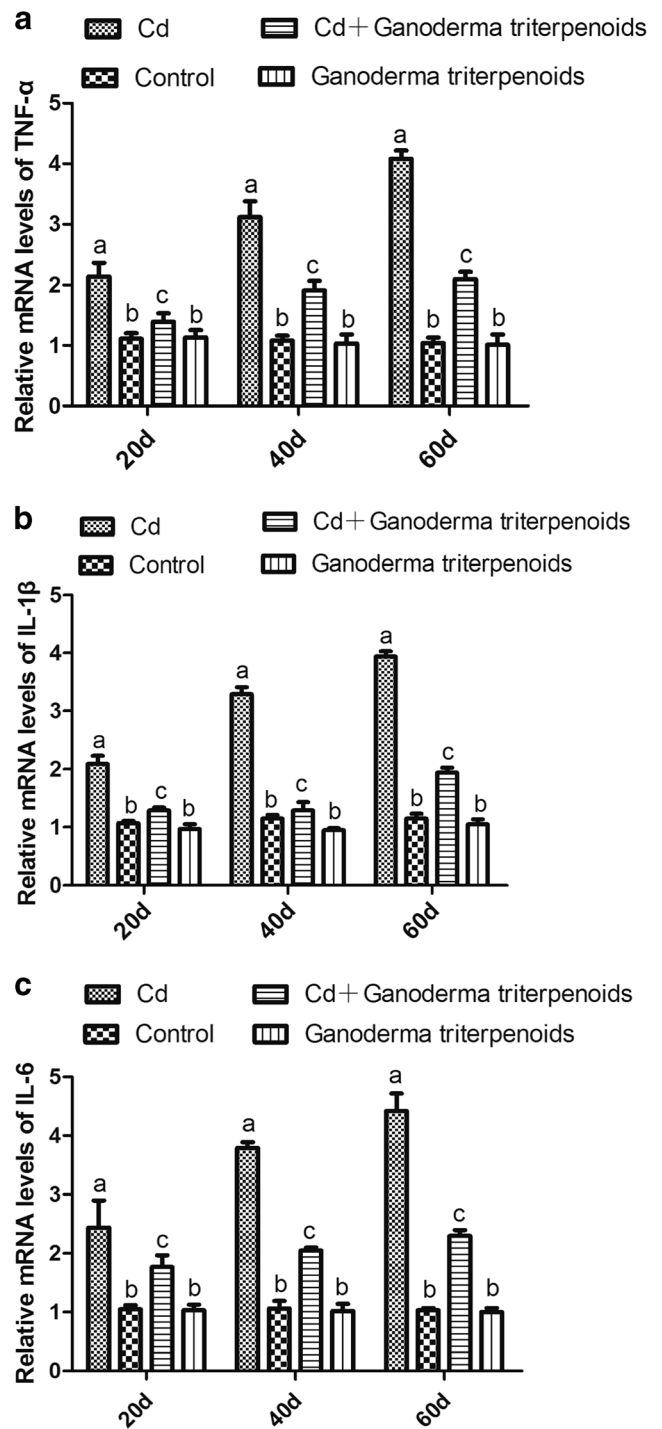 a
Cd
Cd+Ganoderma triterpenoids
Control
Ganoderma triterpenoids
Relative mRNA levels of TNF-α
5
4
3
2
1
0
a
b
c
b
a
b
c
b
a
b
c
b
20d
40d
60d
b
Cd
Cd+Ganoderma triterpenoids
Control
Ganoderma triterpenoids
Relative mRNA levels of IL-1β
5
4
3
2
1
0
a
b
c
b
a
b
c
b
a
b
c
b
20d
40d
60d
c
Cd
Cd+Ganoderma triterpenoids
Control
Ganoderma triterpenoids
Relative mRNA levels of IL-6
5
4
3
2
1
0
a
b
c
b
a
b
c
b
a
b
c
b
20d
40d
60d